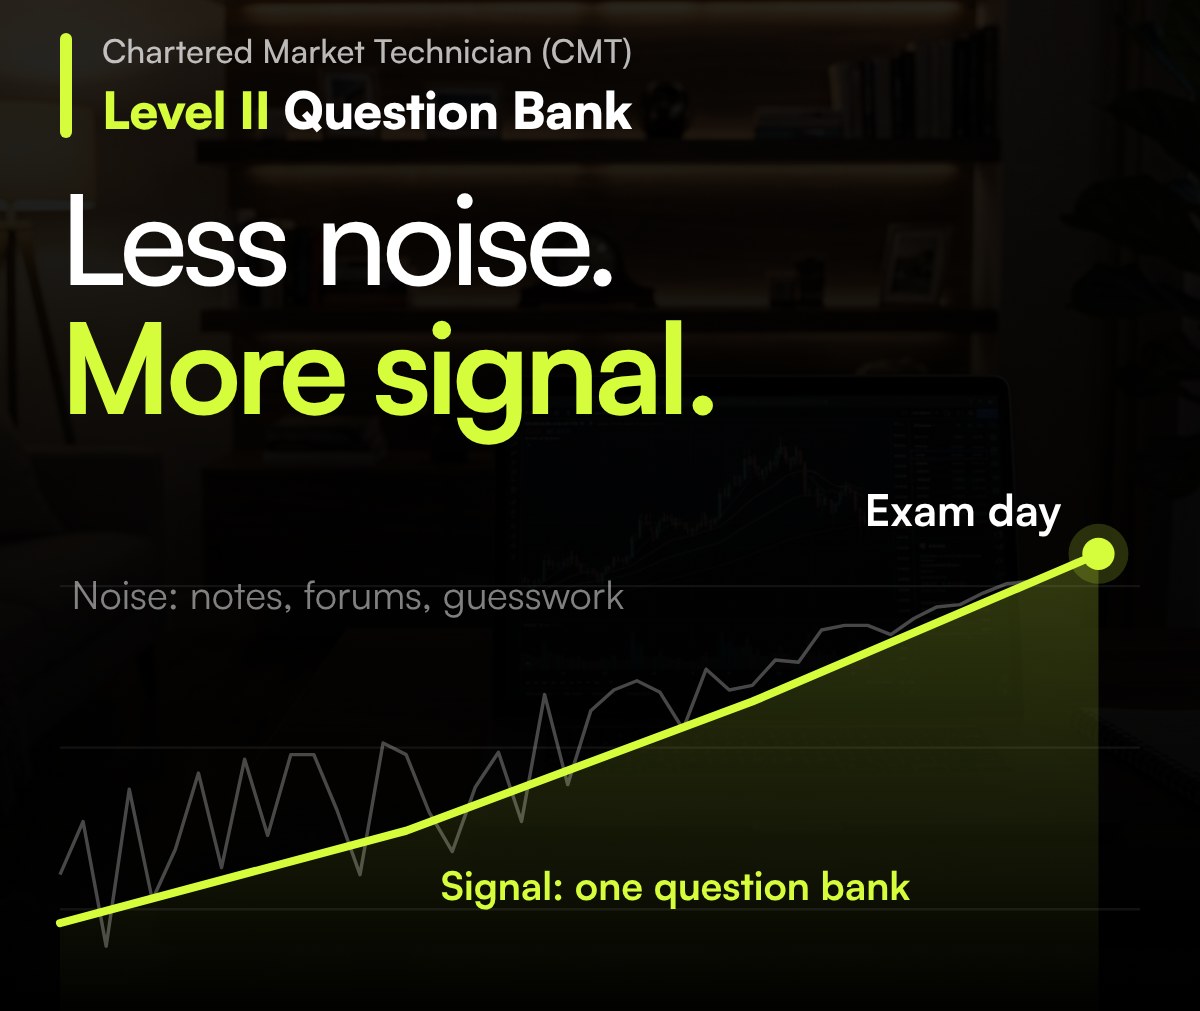 Chartered Market Technician (CMT)
Level II Question Bank
Less noise.
More signal.
Exam day
Noise: notes, forums, guesswork
Signal: one question bank